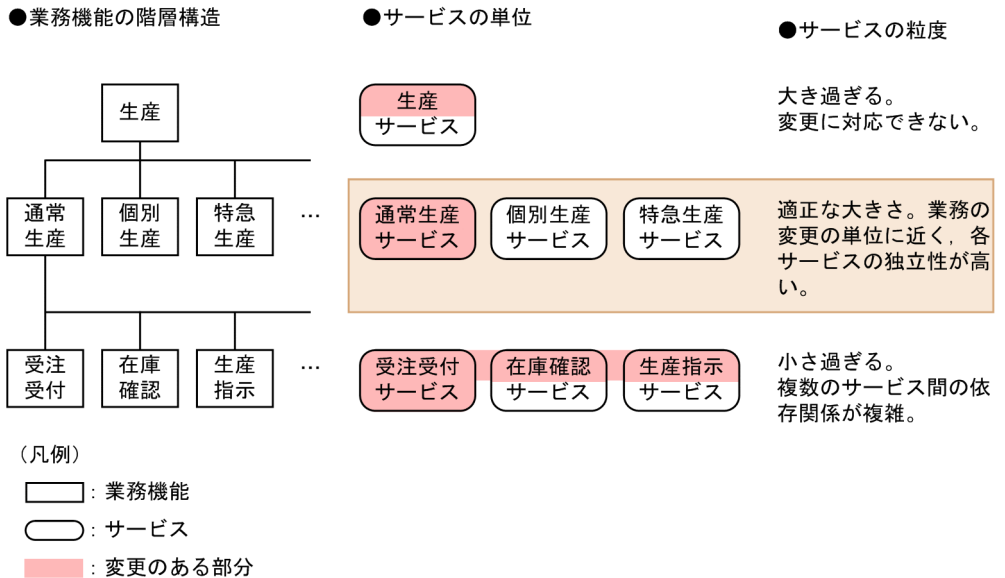 ●業務機能の階層構造
●サービスの単位
●サービスの粒度
生産
生産
サービス
大き過ぎる。
変更に対応できない。
通常
生産
個別
生産
特急
生産
…
通常生産
サービス
個別生産
サービス
特急生産
サービス
適正な大きさ。業務の
変更の単位に近く，各
サービスの独立性が高
い。
受注
受付
在庫
確認
生産
指示
…
受注受付
サービス
在庫確認
サービス
生産指示
サービス
小さ過ぎる。
複数のサービス間の依
存関係が複雑。
（凡例）
：業務機能
：サービス
：変更のある部分